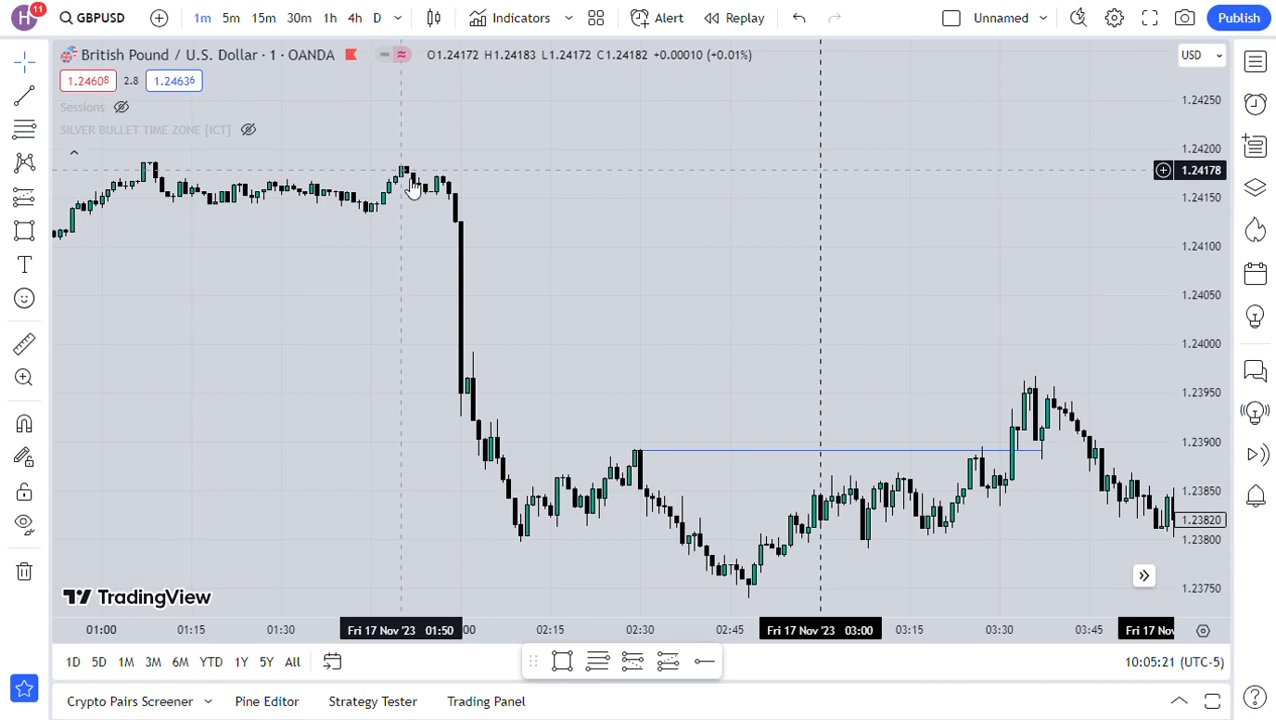 H 11 GBPUSD 1m 5m 15m 30m 1h 4h D Indicators Alert Replay Unnamed Publish
British Pound / U.S. Dollar · 1 · OANDA O1.24172 H1.24183 L1.24172 C1.24182 +0.00010 (+0.01%) USD
1.24608 2.8 1.24636
Sessions
SILVER BULLET TIME ZONE [ICT]
1.24250
1.24200
1.24178
1.24150
1.24100
1.24050
1.24000
1.23950
1.23900
1.23850
1.23820
1.23800
1.23750
TradingView
01:00 01:15 01:30 Fri 17 Nov '23 01:50 :00 02:15 02:30 02:45 Fri 17 Nov '23 03:00 03:15 03:30 03:45 Fri 17 Nov
1D 5D 1M 3M 6M YTD 1Y 5Y All 10:05:21 (UTC-5)
Crypto Pairs Screener Pine Editor Strategy Tester Trading Panel